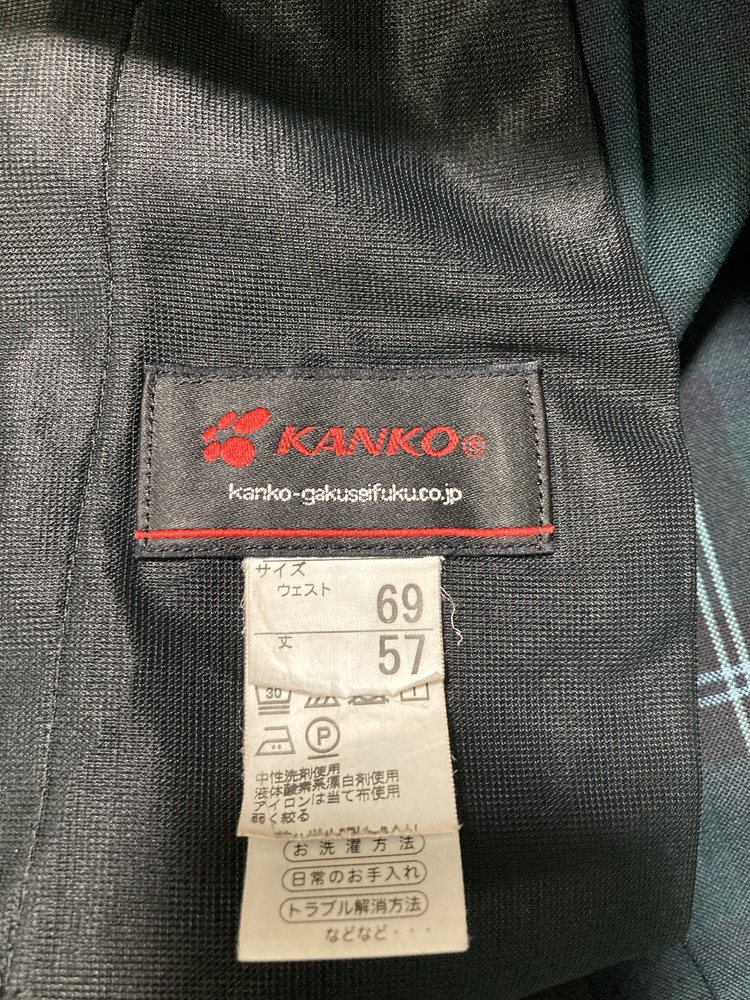 KANKO®
kanko-gakuseifuku.co.jp
サイズ
ウェスト
69
丈
57
30
P
中性洗剤使用
液体酸素系漂白剤使用
アイロンは当て布使用
弱く絞る
お洗濯方法
日常のお手入れ
トラブル解消方法
などなど・・・